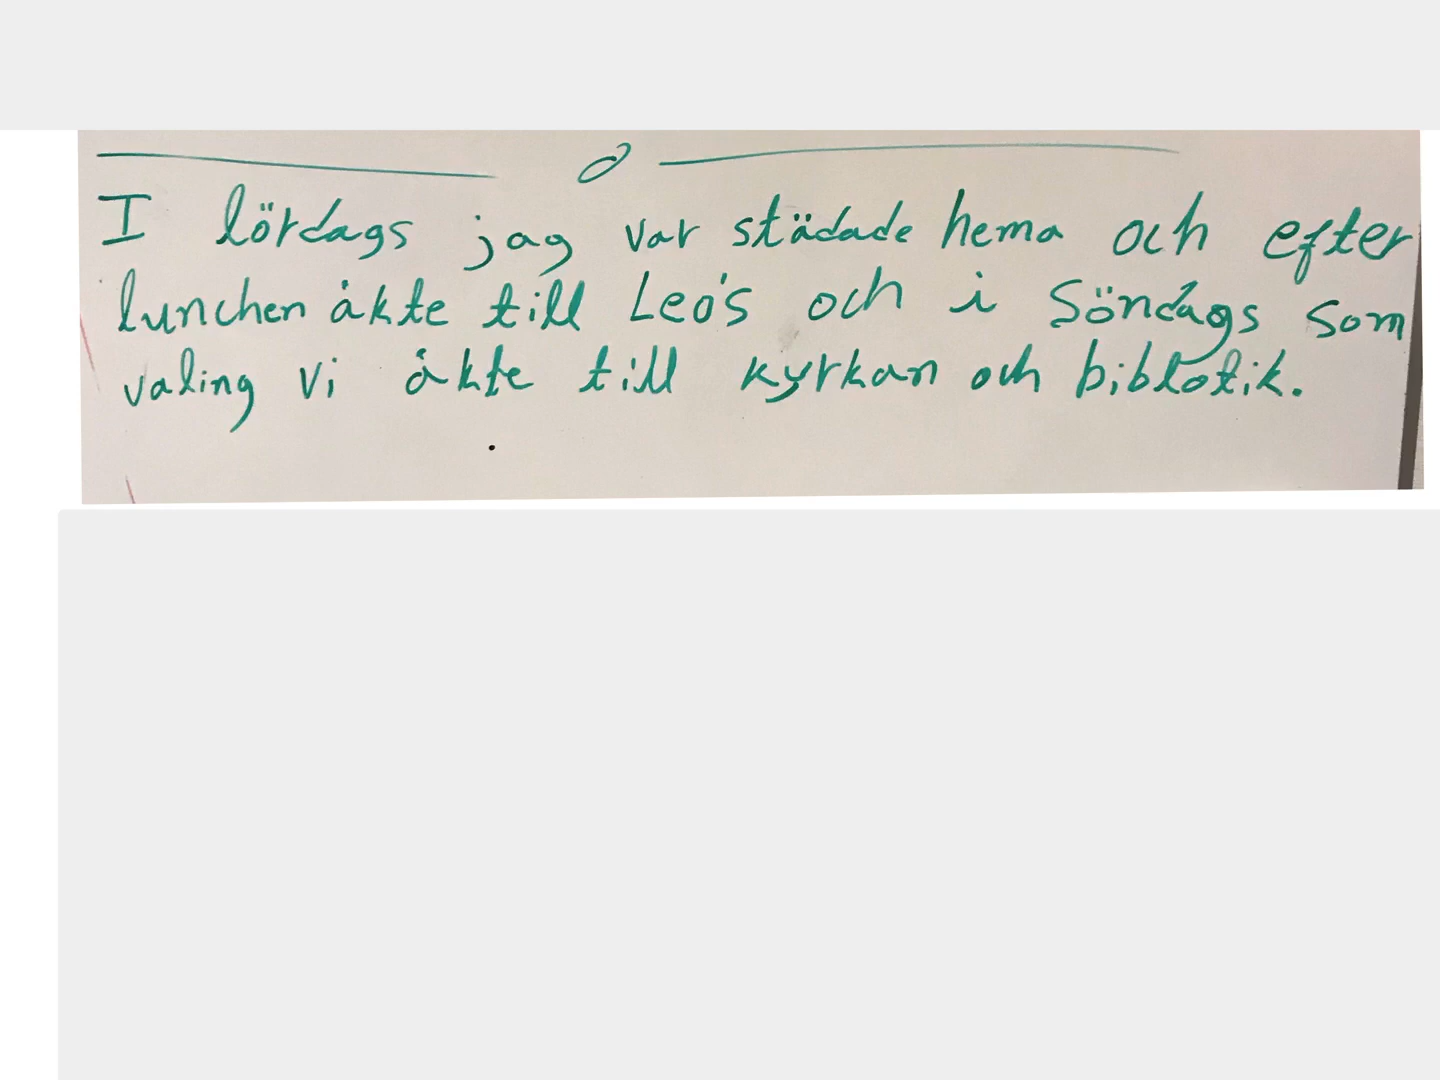 I lördags jag var städade hema och efter
lunchen åkte till Leo's och i Söndags som
valing vi åkte till kyrkan och biblotik.